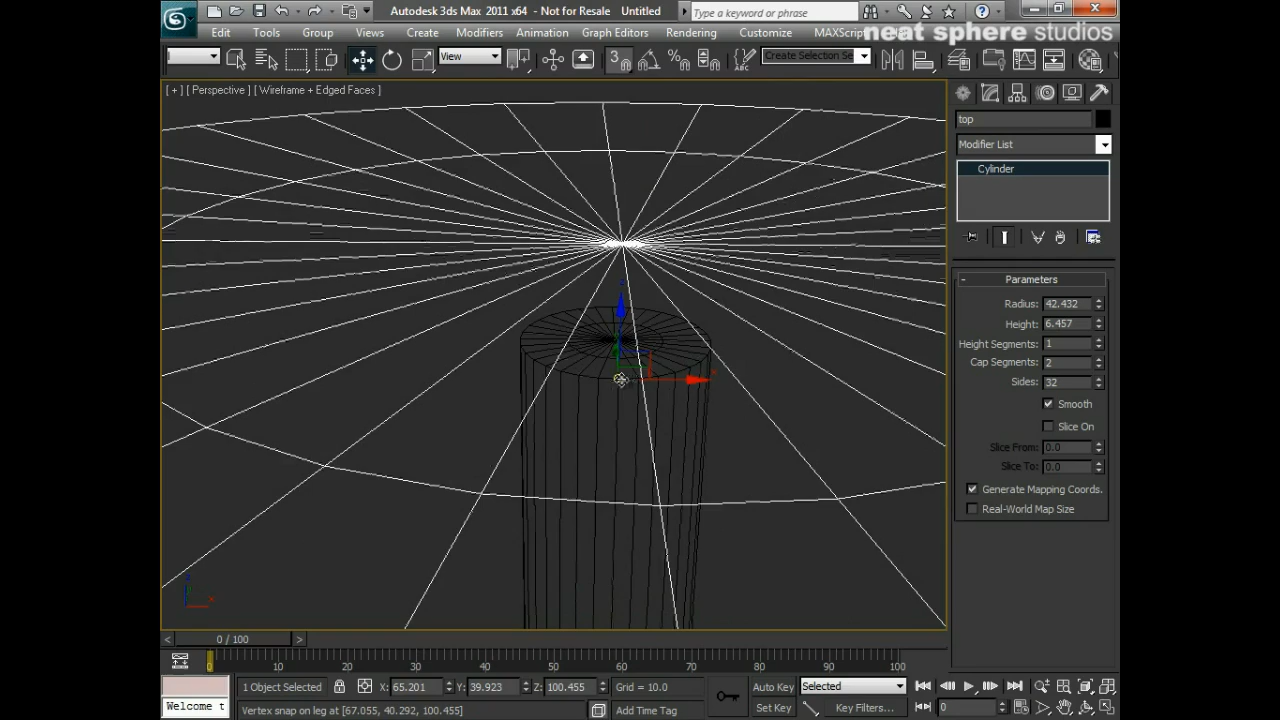 Autodesk 3ds Max 2011 x64 - Not for Resale Untitled
Type a keyword or phrase
Edit Tools Group Views Create Modifiers Animation Graph Editors Rendering Customize MAXScrip
neat sphere studios
View
3
Create Selection Se
[ + ] [ Perspective ] [ Wireframe + Edged Faces ]
top
Modifier List
Cylinder
- Parameters
Radius: 42.432
Height: 6.457
Height Segments: 1
Cap Segments: 2
Sides: 32
Smooth
Slice On
Slice From: 0.0
Slice To: 0.0
Generate Mapping Coords.
Real-World Map Size
< 0 / 100 >
0 10 20 30 40 50 60 70 80 90 100
1 Object Selected X: 65.201 Y: 39.923 Z: 100.455 Grid = 10.0 Auto Key Selected
Welcome t Vertex snap on leg at [67.055, 40.292, 100.455] Add Time Tag Set Key Key Filters... 0